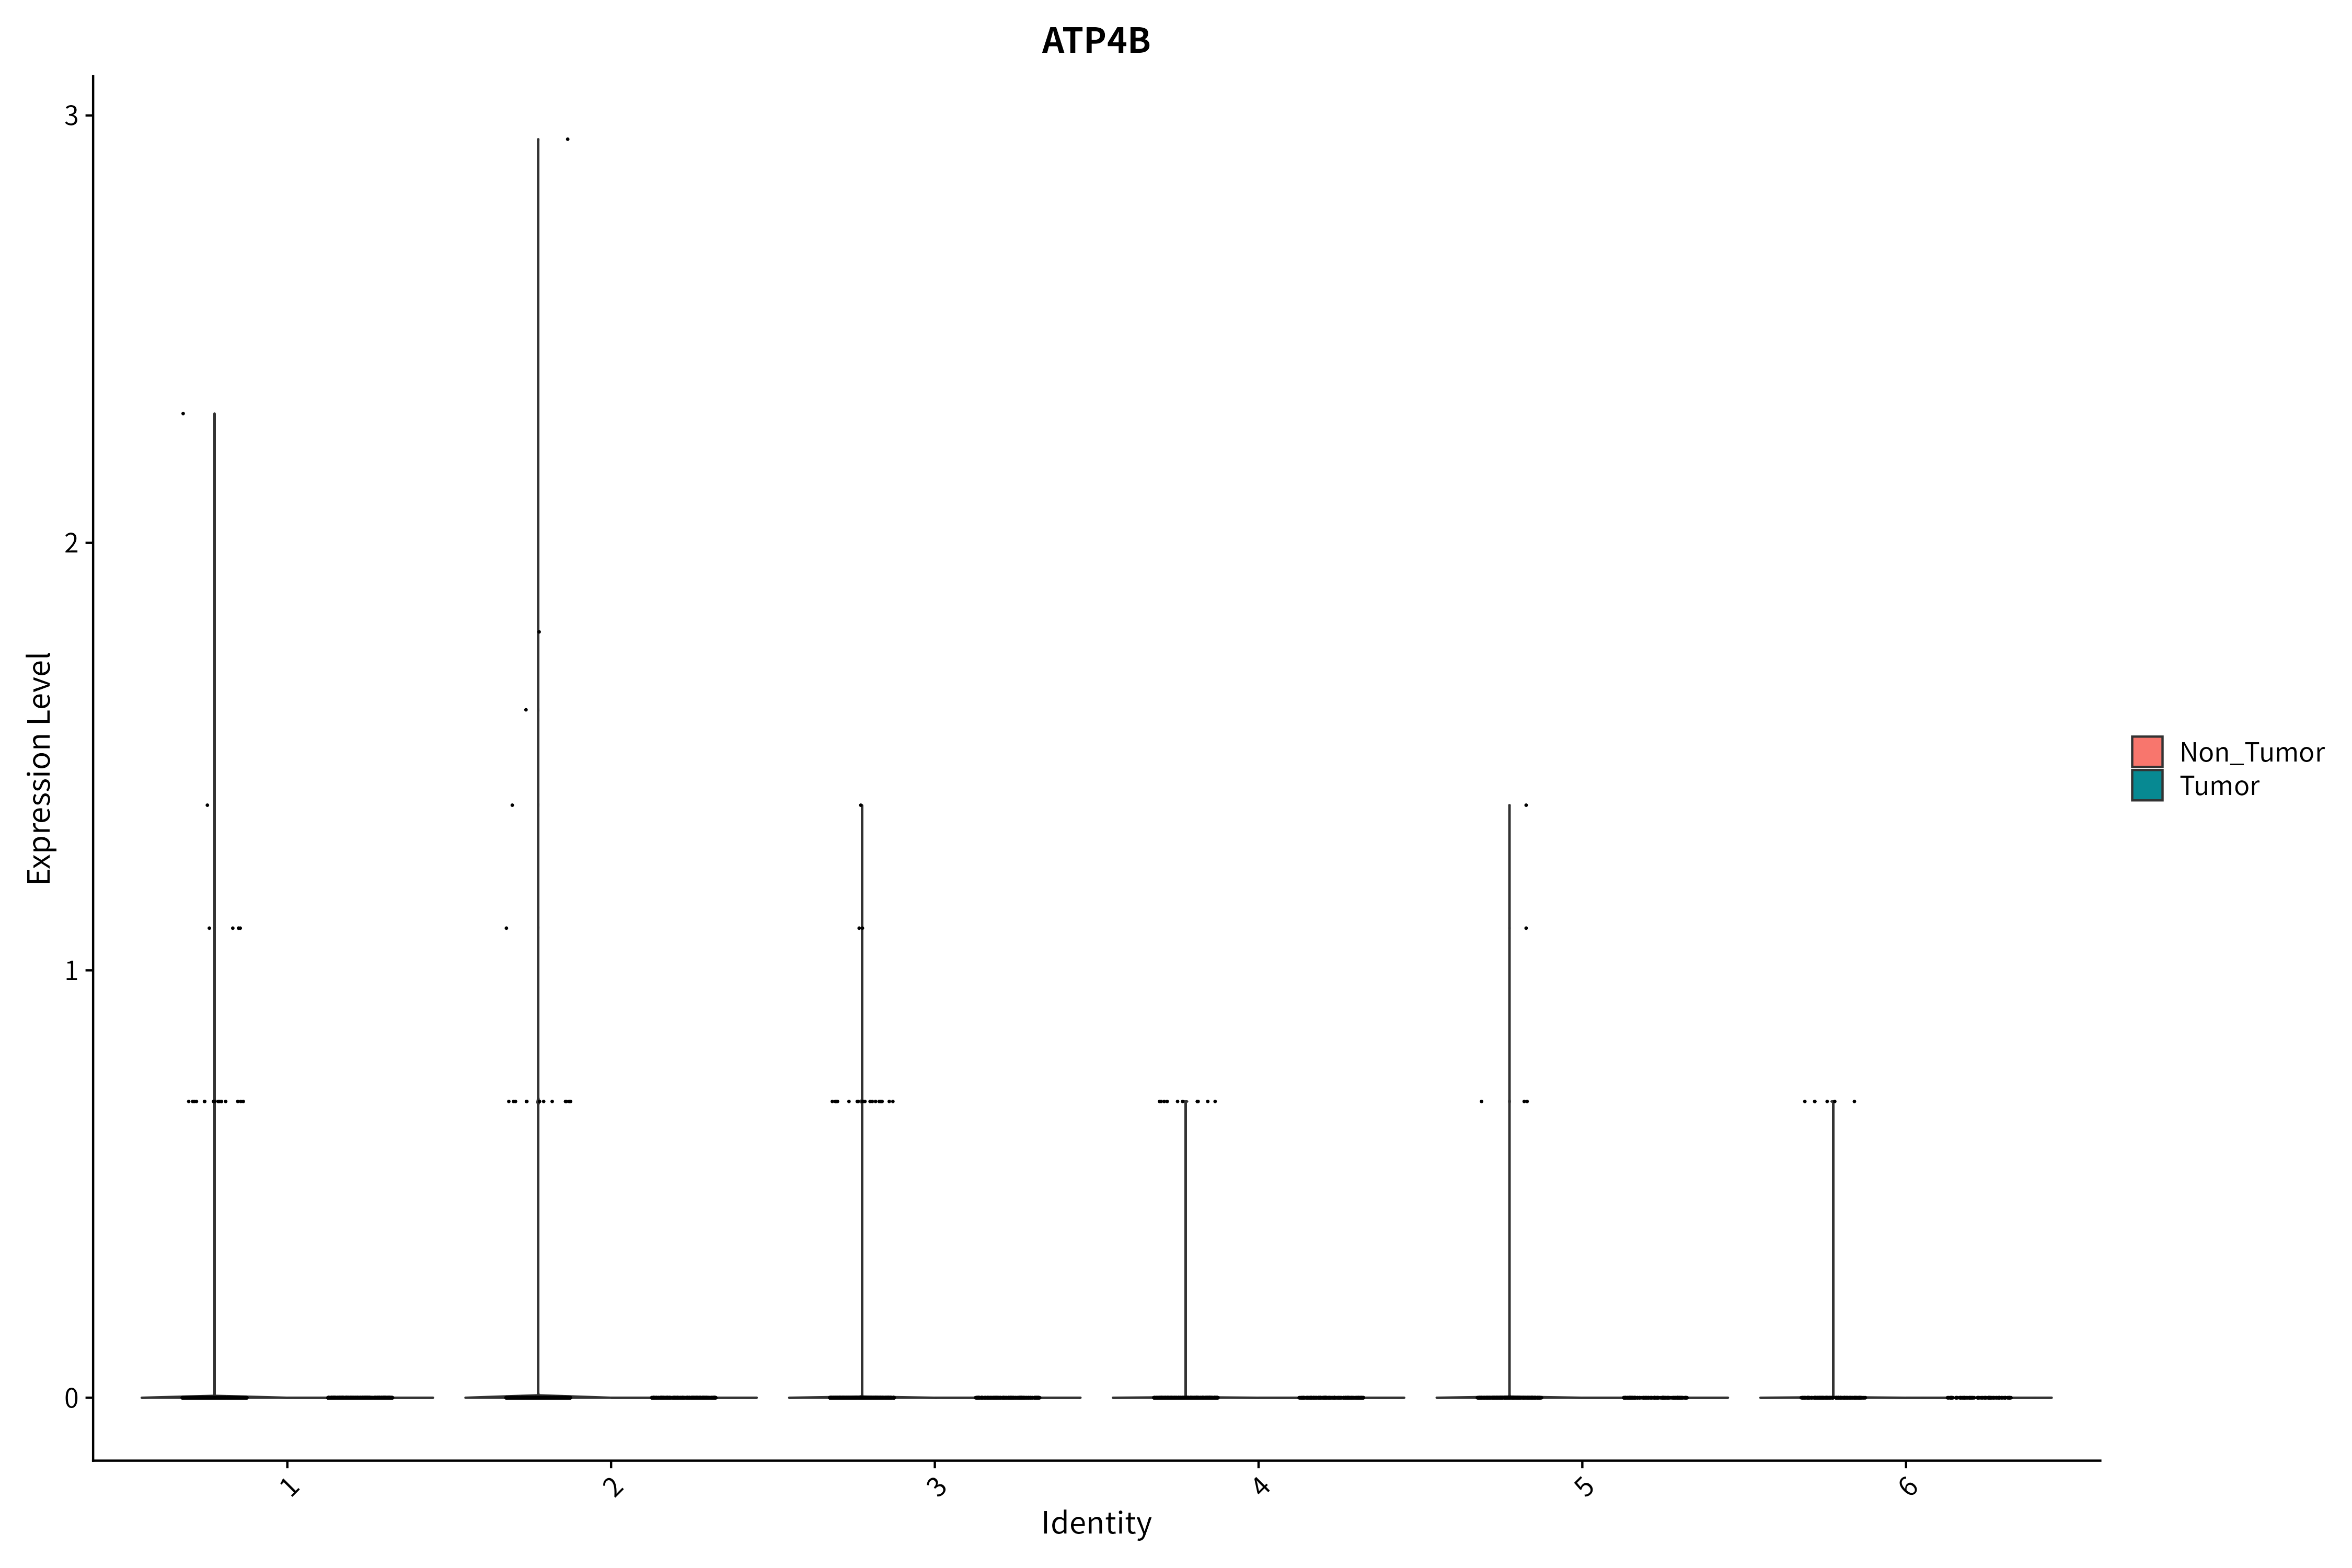 ATP4B
3
2
1
0
Expression Level
1
2
3
4
5
6
Identity
Non_Tumor
Tumor